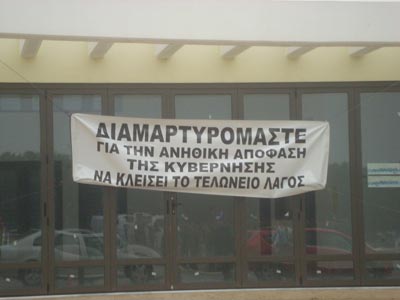 ΔΙΑΜΑΡΤΥΡΟΜΑΣΤΕ
ΓΙΑ ΤΗΝ ΑΝΗΘΙΚΗ ΑΠΟΦΑΣΗ
ΤΗΣ ΚΥΒΕΡΝΗΣΗΣ
ΝΑ ΚΛΕΙΣΕΙ ΤΟ ΤΕΛΩΝΕΙΟ ΛΑΓΟΣ